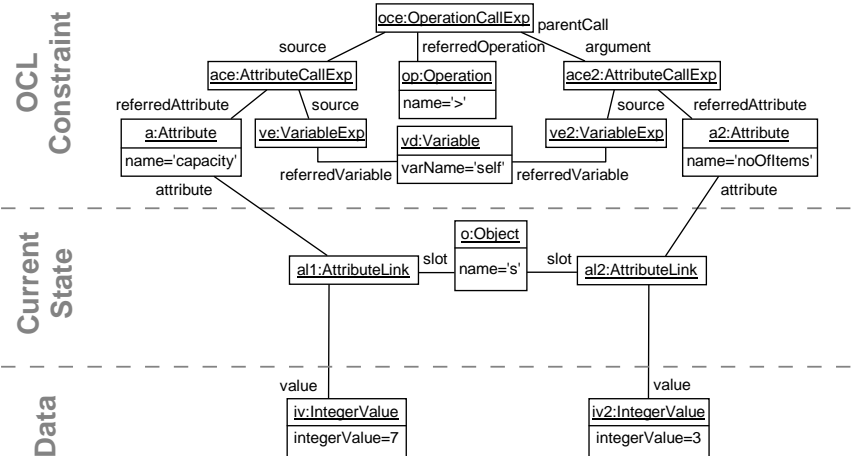 OCL
Constraint
oce:OperationCallExp
parentCall
source
referredOperation
argument
ace:AttributeCallExp
op:Operation
name='>'
ace2:AttributeCallExp
referredAttribute
source
source
referredAttribute
a:Attribute
name='capacity'
ve:VariableExp
vd:Variable
varName='self'
ve2:VariableExp
a2:Attribute
name='noOfItems'
referredVariable
referredVariable
attribute
attribute
Current
State
o:Object
name='s'
al1:AttributeLink
slot
slot
al2:AttributeLink
Data
value
value
iv:IntegerValue
integerValue=7
iv2:IntegerValue
integerValue=3